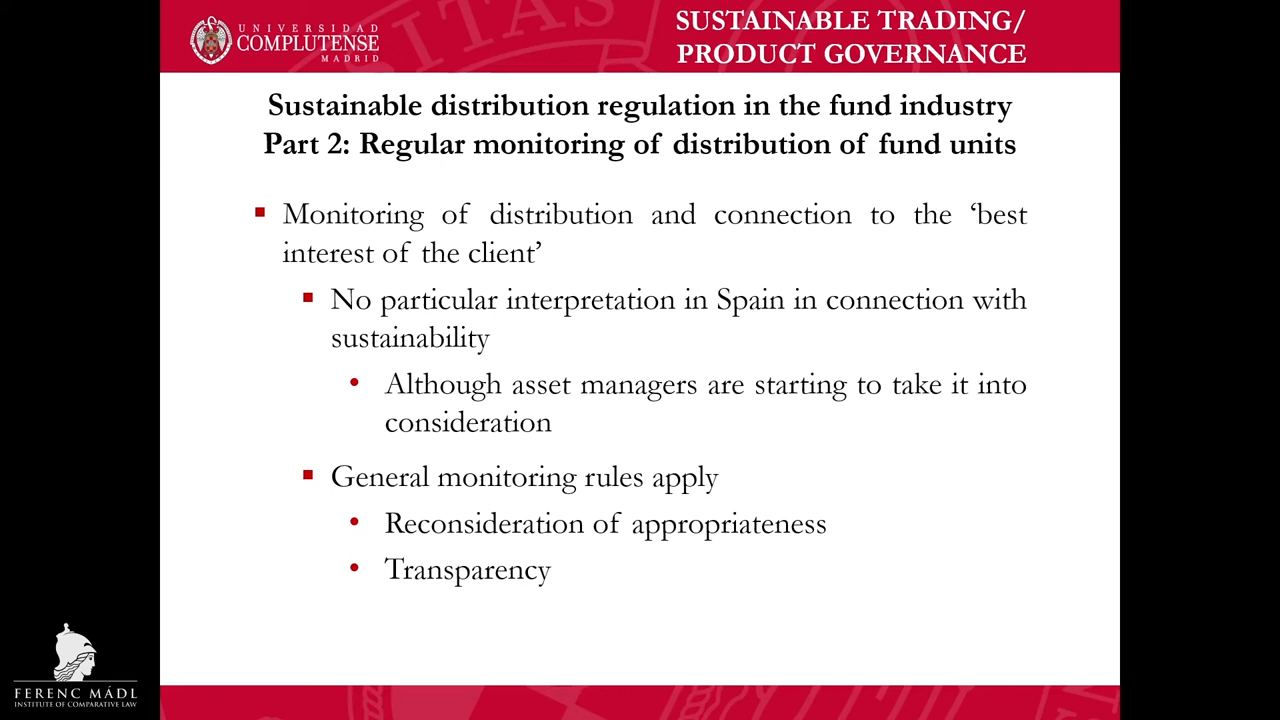 UNIVERSIDAD
COMPLUTENSE
MADRID
SUSTAINABLE TRADING/
PRODUCT GOVERNANCE
Sustainable distribution regulation in the fund industry
Part 2: Regular monitoring of distribution of fund units
▪ Monitoring of distribution and connection to the ‘best
interest of the client’
▪ No particular interpretation in Spain in connection with
sustainability
• Although asset managers are starting to take it into
consideration
▪ General monitoring rules apply
• Reconsideration of appropriateness
• Transparency
FERENC MÁDL
INSTITUTE OF COMPARATIVE LAW